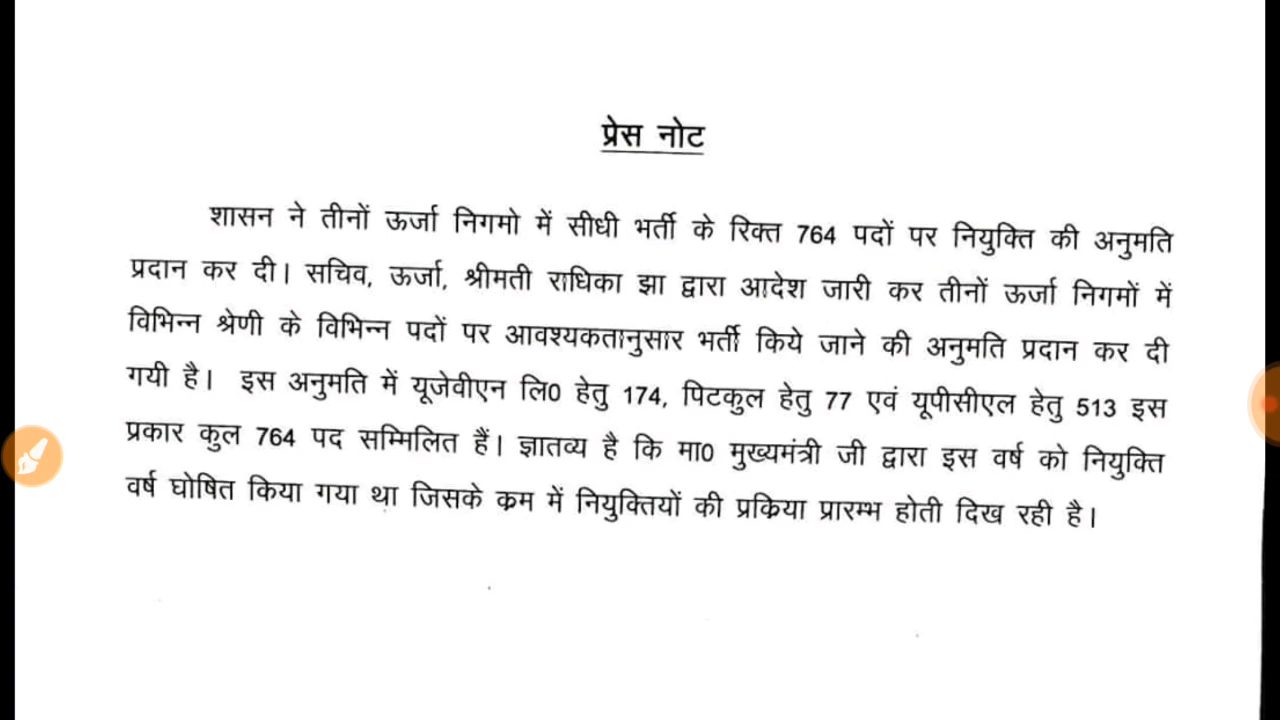 प्रेस नोट
शासन ने तीनों ऊर्जा निगमो में सीधी भर्ती के रिक्त 764 पदों पर नियुक्ति की अनुमति
प्रदान कर दी। सचिव, ऊर्जा, श्रीमती राधिका झा द्वारा आदेश जारी कर तीनों ऊर्जा निगमों में
विभिन्न श्रेणी के विभिन्न पदों पर आवश्यकतानुसार भर्ती किये जाने की अनुमति प्रदान कर दी
गयी है। इस अनुमति में यूजेवीएन लि0 हेतु 174, पिटकुल हेतु 77 एवं यूपीसीएल हेतु 513 इस
प्रकार कुल 764 पद सम्मिलित हैं। ज्ञातव्य है कि मा0 मुख्यमंत्री जी द्वारा इस वर्ष को नियुक्ति
वर्ष घोषित किया गया था जिसके क्रम में नियुक्तियों की प्रक्रिया प्रारम्भ होती दिख रही है।